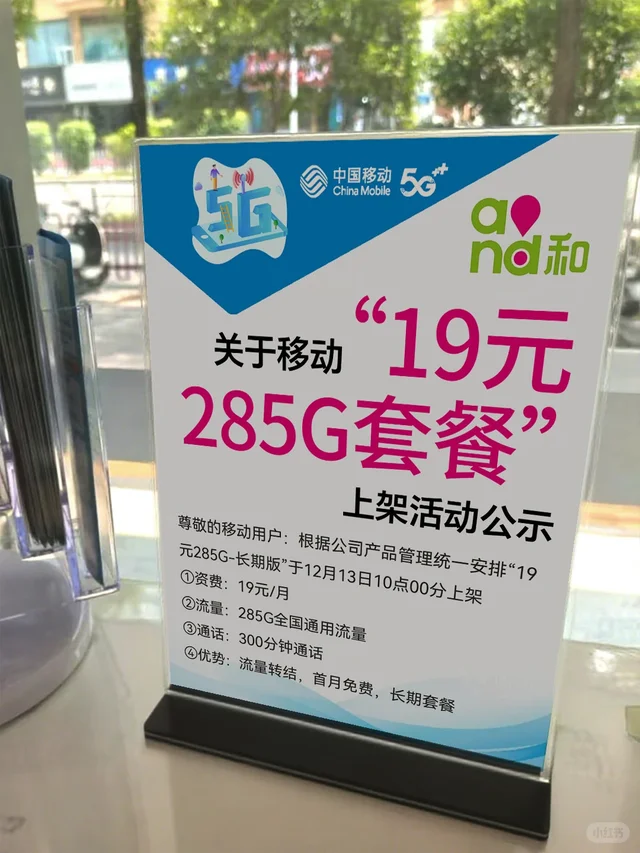 5G
中国移动
China Mobile
5G++
and和
关于移动“19元
285G套餐”
上架活动公示
尊敬的移动用户：根据公司产品管理统一安排“19
元285G-长期版”于12月13日10点00分上架
①资费：19元/月
②流量：285G全国通用流量
③通话：300分钟通话
④优势：流量转结，首月免费，长期套餐
小红书